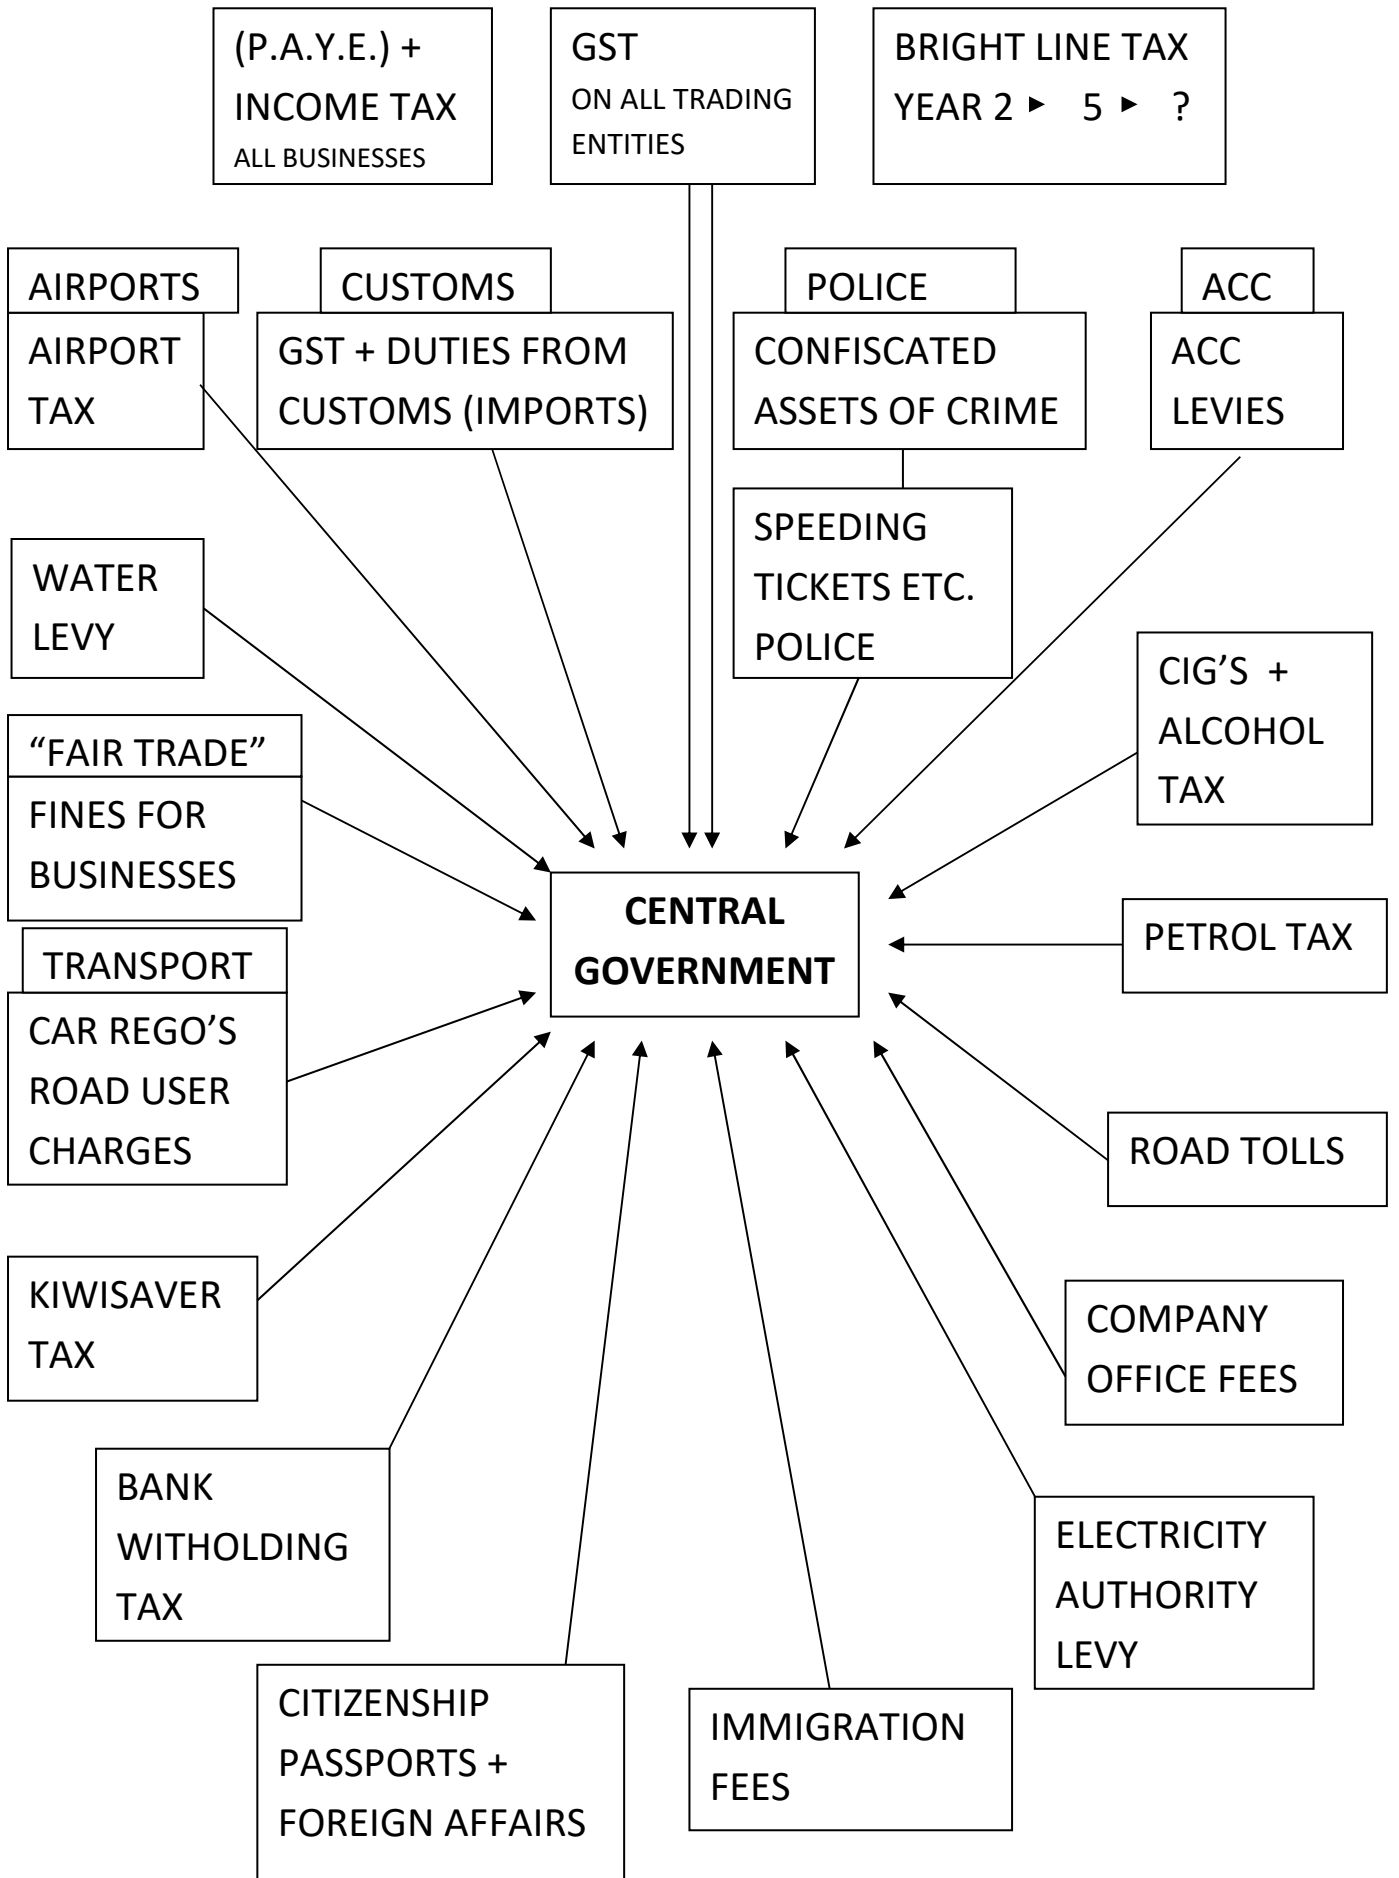 (P.A.Y.E.) +
INCOME TAX
ALL BUSINESSES
GST
ON ALL TRADING
ENTITIES
BRIGHT LINE TAX
YEAR 2 ► 5 ► ?
AIRPORTS
AIRPORT
TAX
CUSTOMS
GST + DUTIES FROM
CUSTOMS (IMPORTS)
POLICE
CONFISCATED
ASSETS OF CRIME
ACC
ACC
LEVIES
SPEEDING
TICKETS ETC.
POLICE
WATER
LEVY
CIG’S +
ALCOHOL
TAX
“FAIR TRADE”
FINES FOR
BUSINESSES
CENTRAL
GOVERNMENT
PETROL TAX
TRANSPORT
CAR REGO’S
ROAD USER
CHARGES
ROAD TOLLS
KIWISAVER
TAX
COMPANY
OFFICE FEES
BANK
WITHOLDING
TAX
ELECTRICITY
AUTHORITY
LEVY
CITIZENSHIP
PASSPORTS +
FOREIGN AFFAIRS
IMMIGRATION
FEES